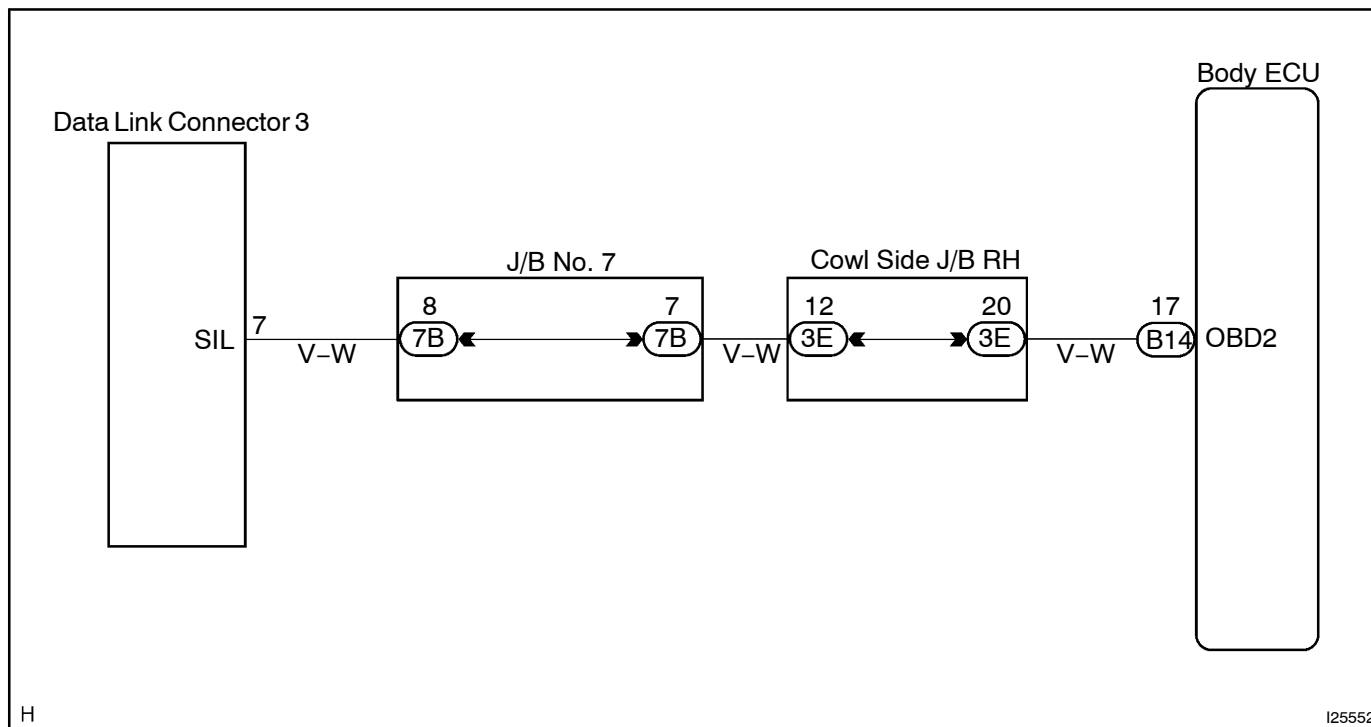 Body ECU
Data Link Connector 3
J/B No. 7
Cowl Side J/B RH
8
7
12
20
17
7
SIL
7B
7B
3E
3E
B14
OBD2
V–W
V–W
V–W
H
I25552